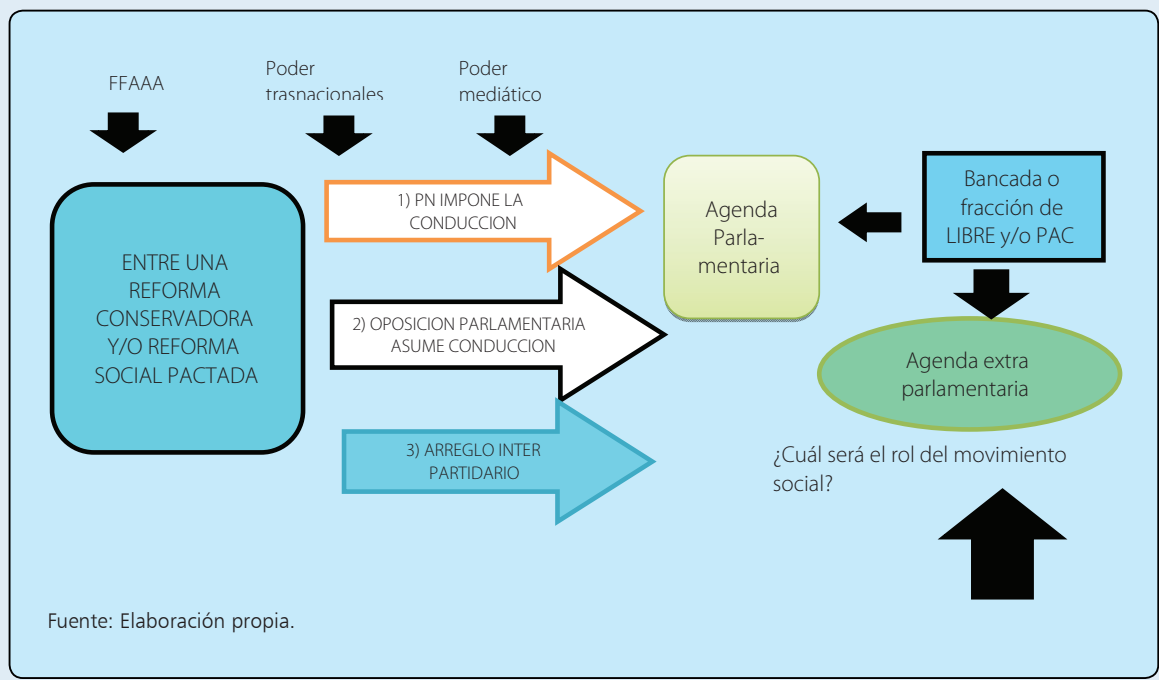 FFAAA
Poder
trasnacionales
Poder
mediático
ENTRE UNA
REFORMA
CONSERVADORA
Y/O REFORMA
SOCIAL PACTADA
1) PN IMPONE LA
CONDUCCION
2) OPOSICION PARLAMENTARIA
ASUME CONDUCCION
3) ARREGLO INTER
PARTIDARIO
Agenda
Parla-
mentaria
Bancada o
fracción de
LIBRE y/o PAC
Agenda extra
parlamentaria
¿Cuál será el rol del movimiento
social?
Fuente: Elaboración propia.